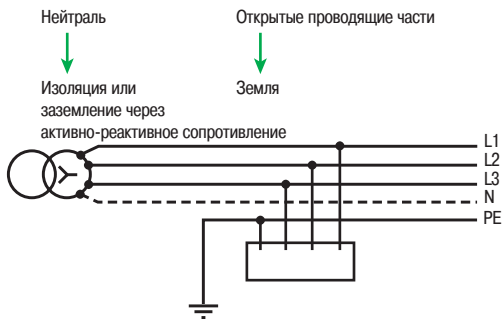 Нейтраль
Открытые проводящие части
Изоляция или
заземление через
активно-реактивное сопротивление
Земля
L1
L2
L3
N
PE